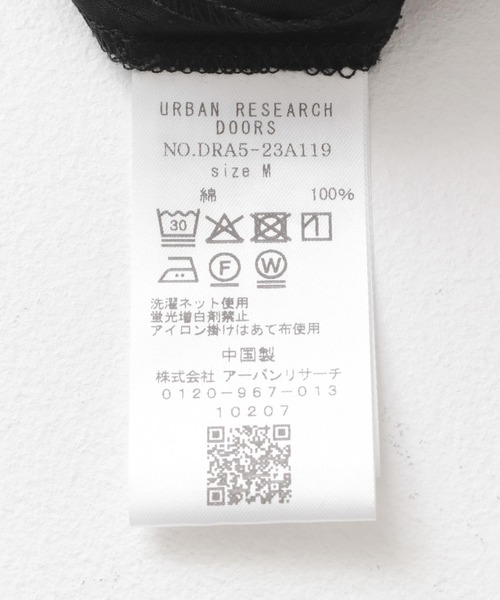 URBAN RESEARCH
DOORS
NO.DRA5-23A119
size M
綿 100%
30
F W
洗濯ネット使用
蛍光増白剤禁止
アイロン掛けはあて布使用
中国製
株式会社 アーバンリサーチ
0120-967-013
10207